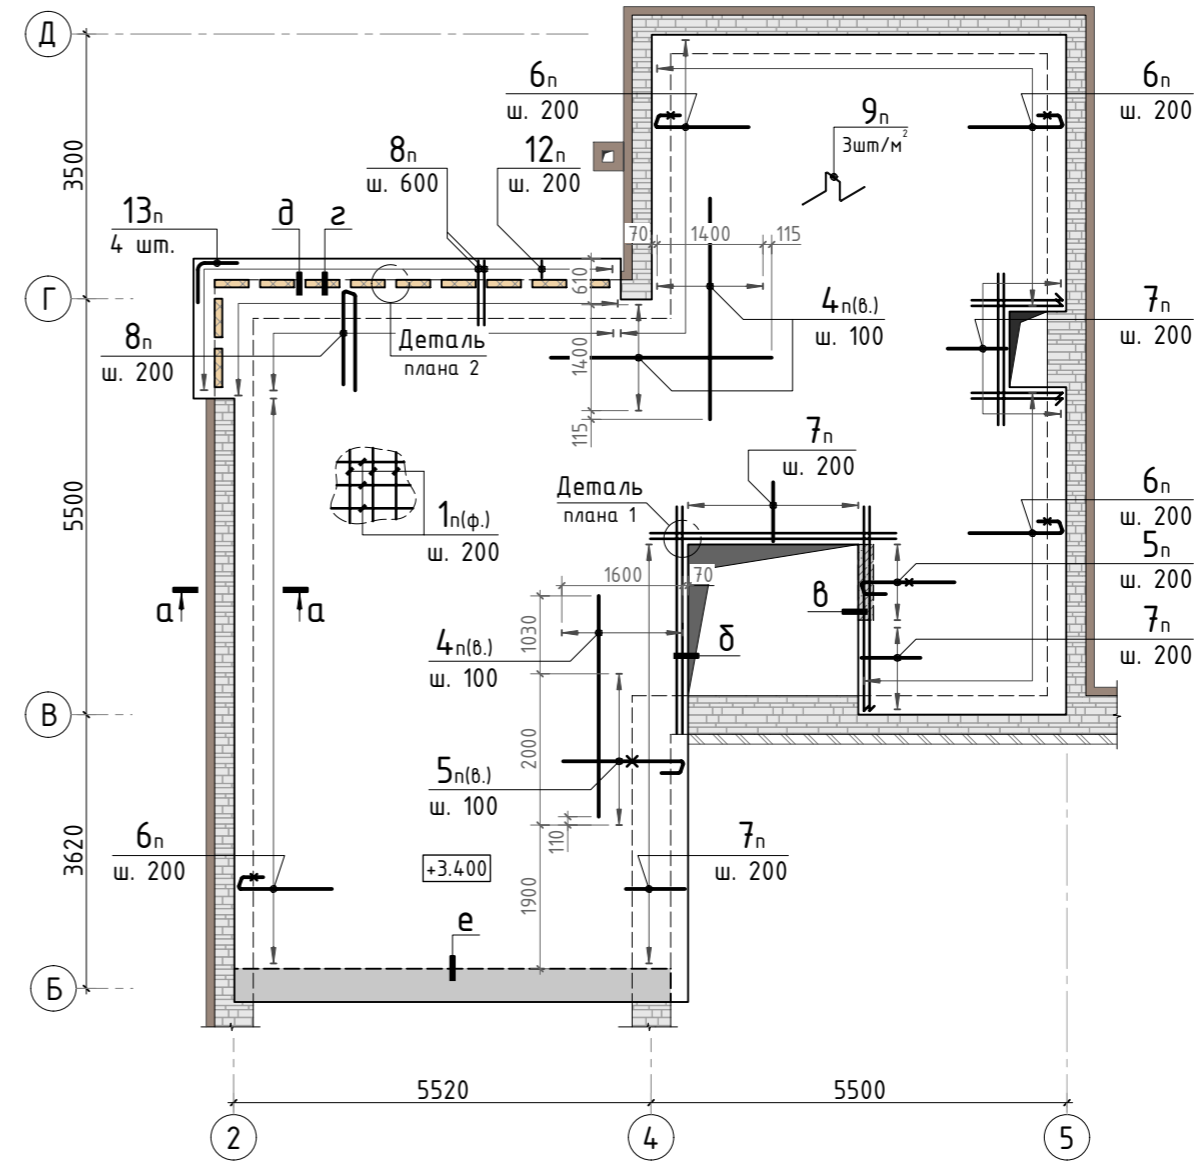 Д
6п
ш. 200
9п
3шт/м²
6п
ш. 200
3500
8п
ш. 600
12п
ш. 200
13п
4 шт.
д
г
70
1400
115
610
Г
4п(в.)
ш. 100
7п
ш. 200
8п
ш. 200
Деталь
плана 2
1400
115
7п
ш. 200
Деталь
плана 1
6п
ш. 200
5500
1п(ф.)
ш. 200
5п
ш. 200
1600
70
а
а
в
1030
4п(в.)
ш. 100
б
7п
ш. 200
В
2000
5п(в.)
ш. 100
110
3620
6п
ш. 200
+3.400
7п
ш. 200
1900
е
Б
5520
5500
2
4
5